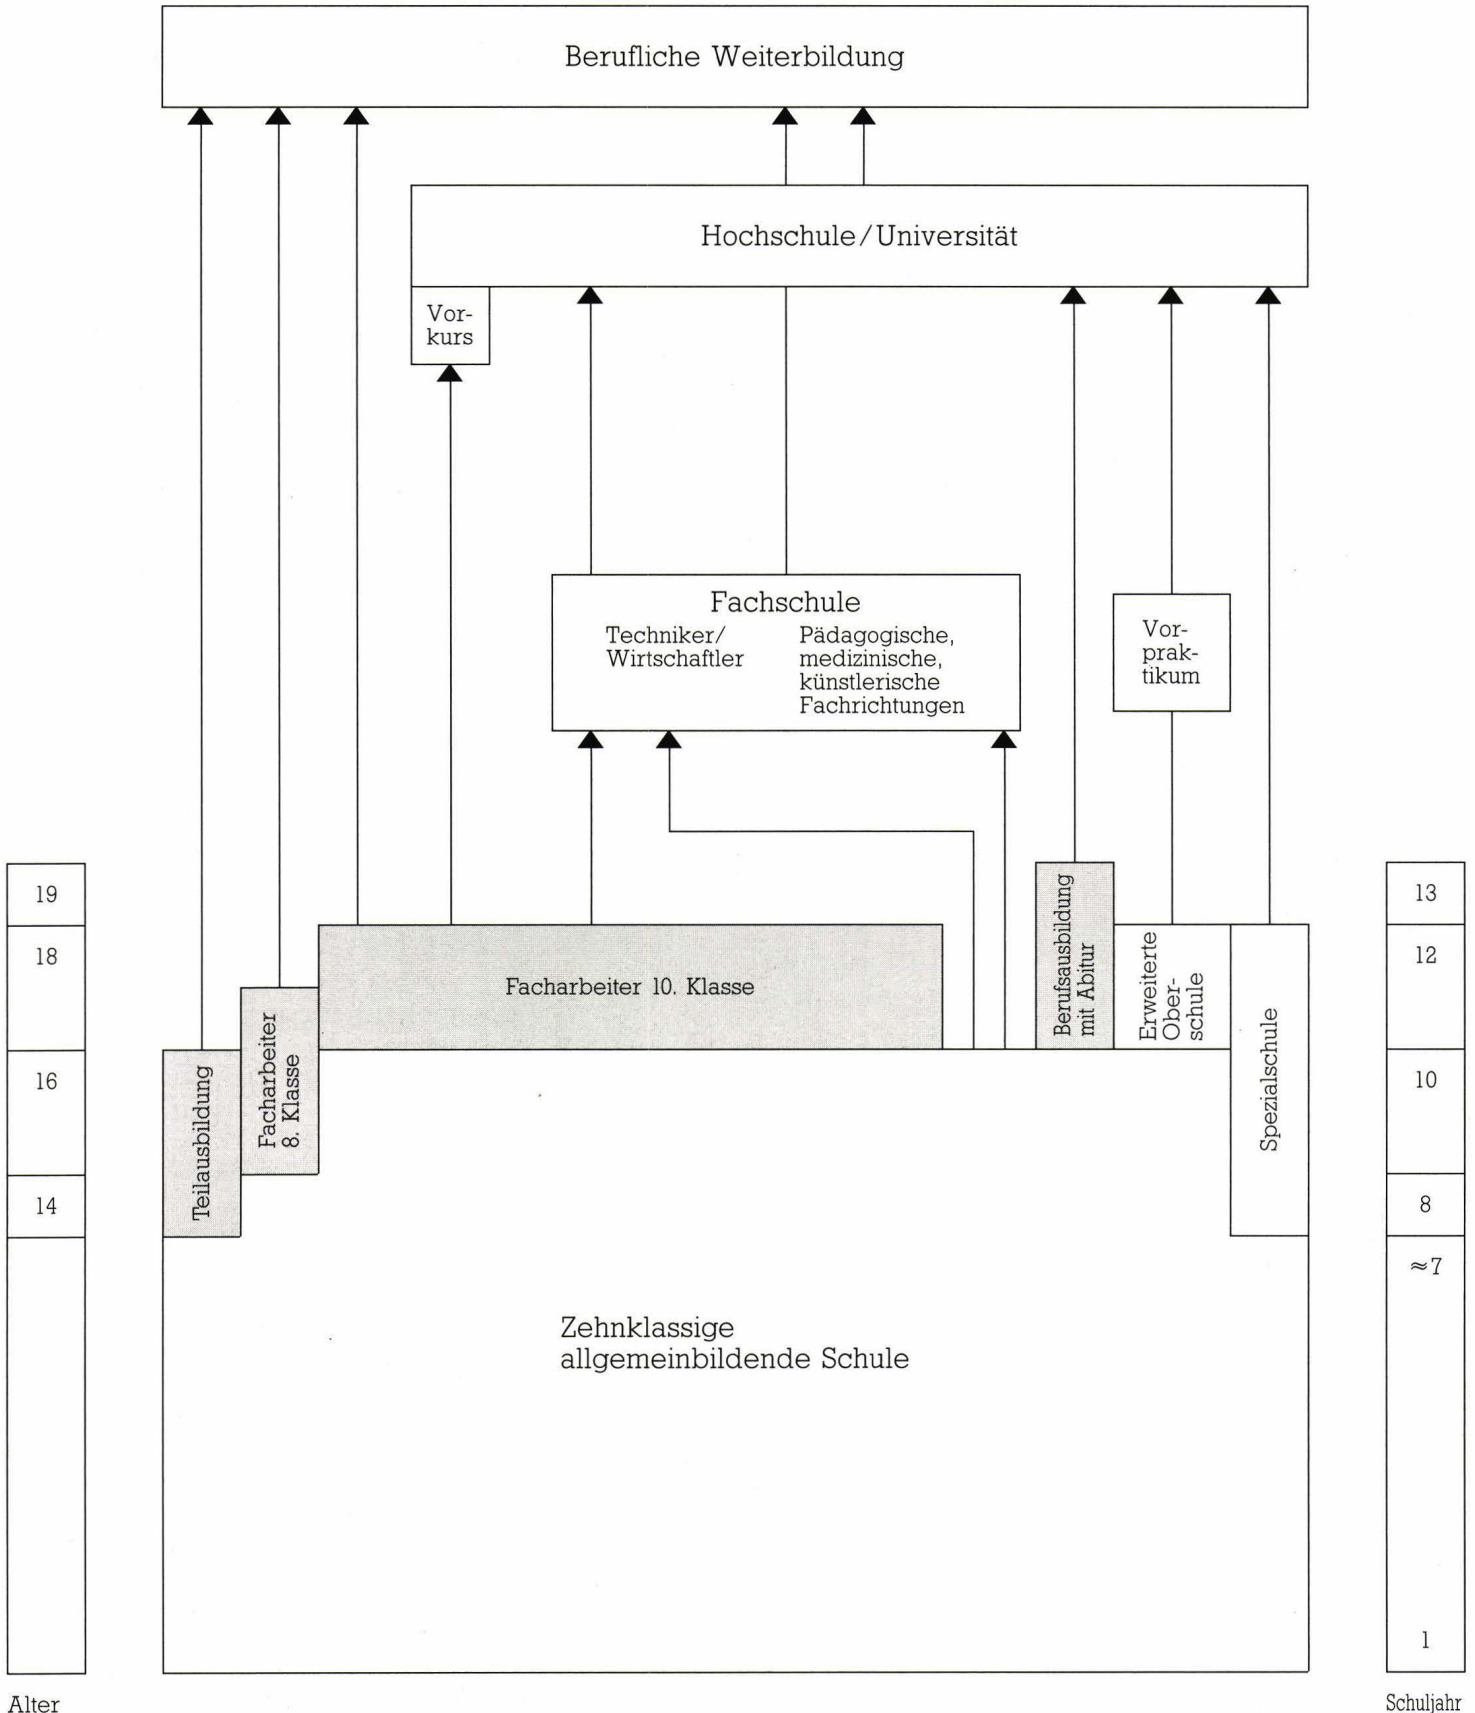 Berufliche Weiterbildung
Hochschule/Universität
Vor-
kurs
Fachschule
Techniker/
Wirtschaftler
Pädagogische,
medizinische,
künstlerische
Fachrichtungen
Vor-
prak-
tikum
19
18
16
14
Alter
Teilausbildung
Facharbeiter
8. Klasse
Facharbeiter 10. Klasse
Berufsausbildung
mit Abitur
Erweiterte
Ober-
schule
Spezialschule
Zehnklassige
allgemeinbildende Schule
13
12
10
8
≈7
1
Schuljahr